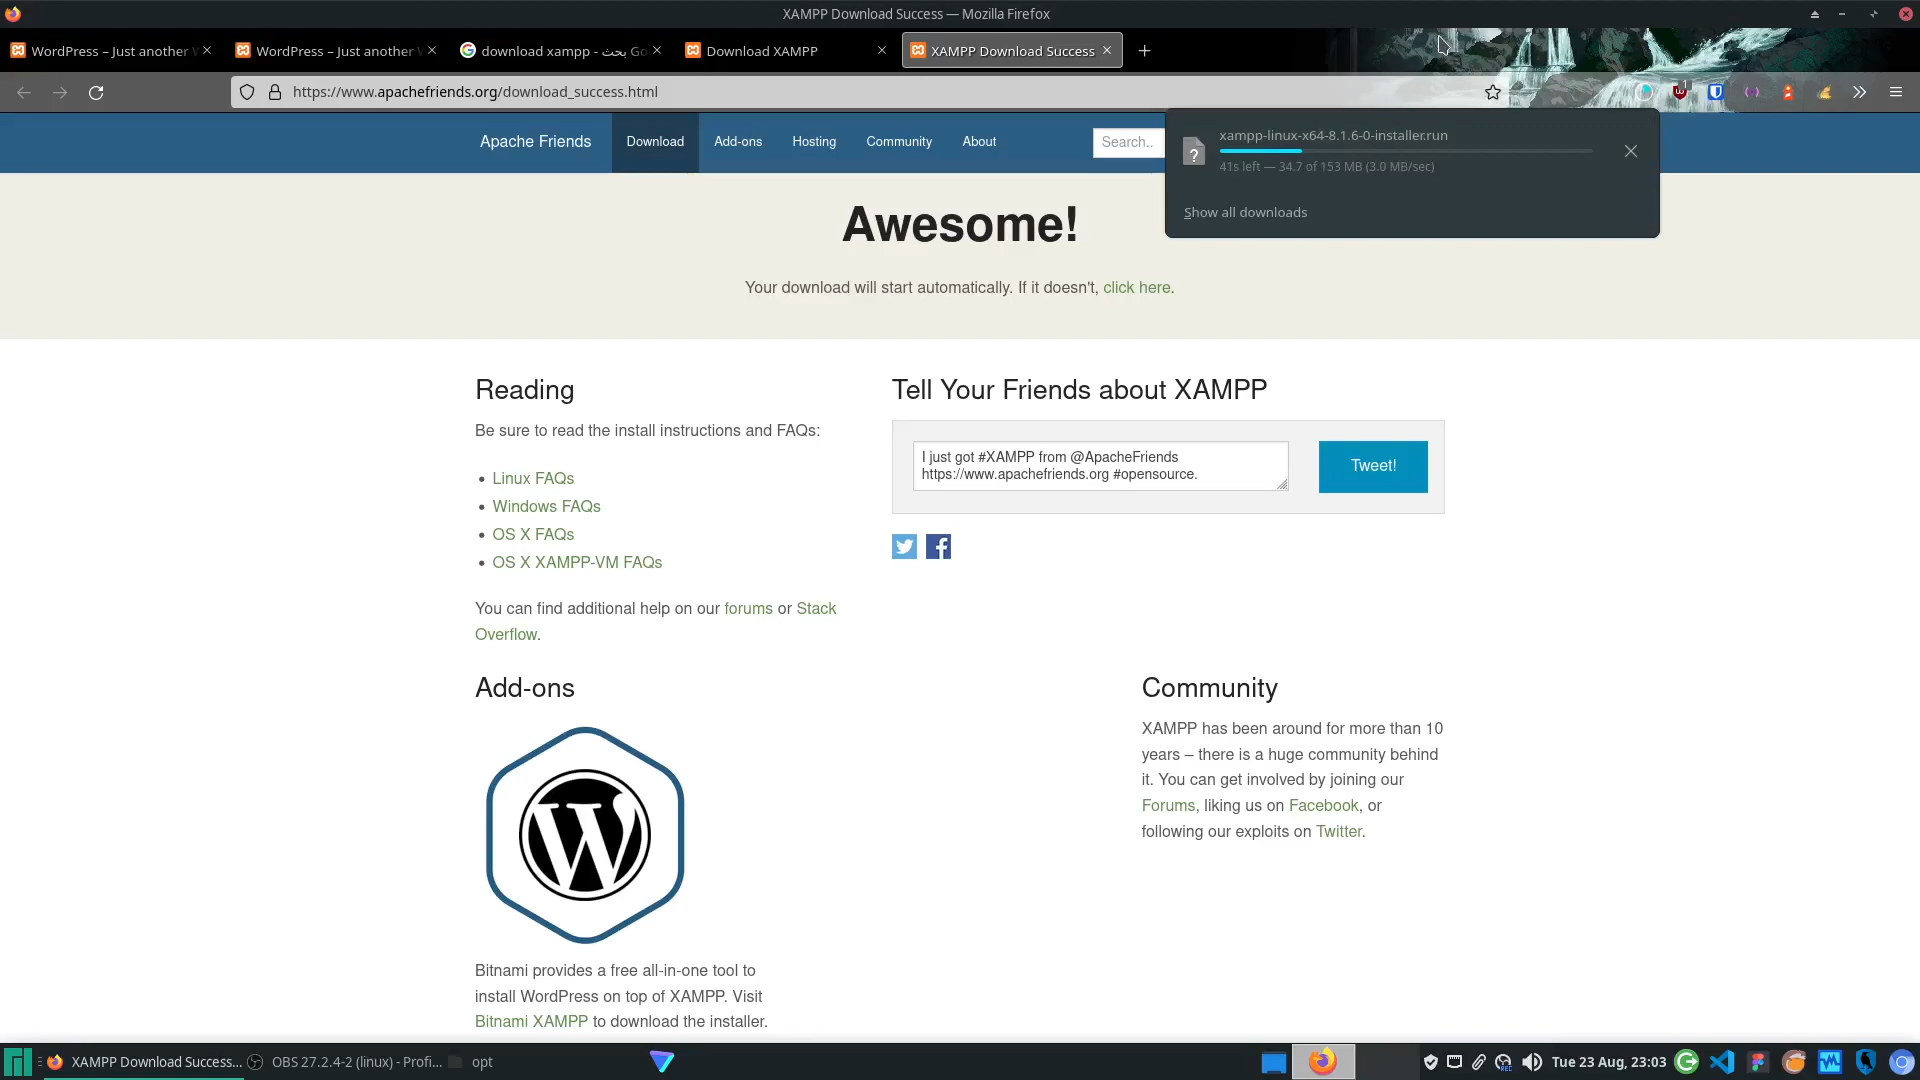 XAMPP Download Success — Mozilla Firefox
WordPress – Just another W
WordPress – Just another W
download xampp - بحث Go
Download XAMPP
XAMPP Download Success
https://www.apachefriends.org/download_success.html
1
Apache Friends
Download
Add-ons
Hosting
Community
About
Search..
xampp-linux-x64-8.1.6-0-installer.run
41s left — 34.7 of 153 MB (3.0 MB/sec)
Show all downloads
Awesome!
Your download will start automatically. If it doesn't, click here.
Reading
Be sure to read the install instructions and FAQs:
Linux FAQs
Windows FAQs
OS X FAQs
OS X XAMPP-VM FAQs
You can find additional help on our forums or Stack
Overflow.
Tell Your Friends about XAMPP
I just got #XAMPP from @ApacheFriends
https://www.apachefriends.org #opensource.
Tweet!
Add-ons
Bitnami provides a free all-in-one tool to
install WordPress on top of XAMPP. Visit
Bitnami XAMPP to download the installer.
Community
XAMPP has been around for more than 10
years – there is a huge community behind
it. You can get involved by joining our
Forums, liking us on Facebook, or
following our exploits on Twitter.
XAMPP Download Success...
OBS 27.2.4-2 (linux) - Profi...
opt
REC
Tue 23 Aug, 23:03